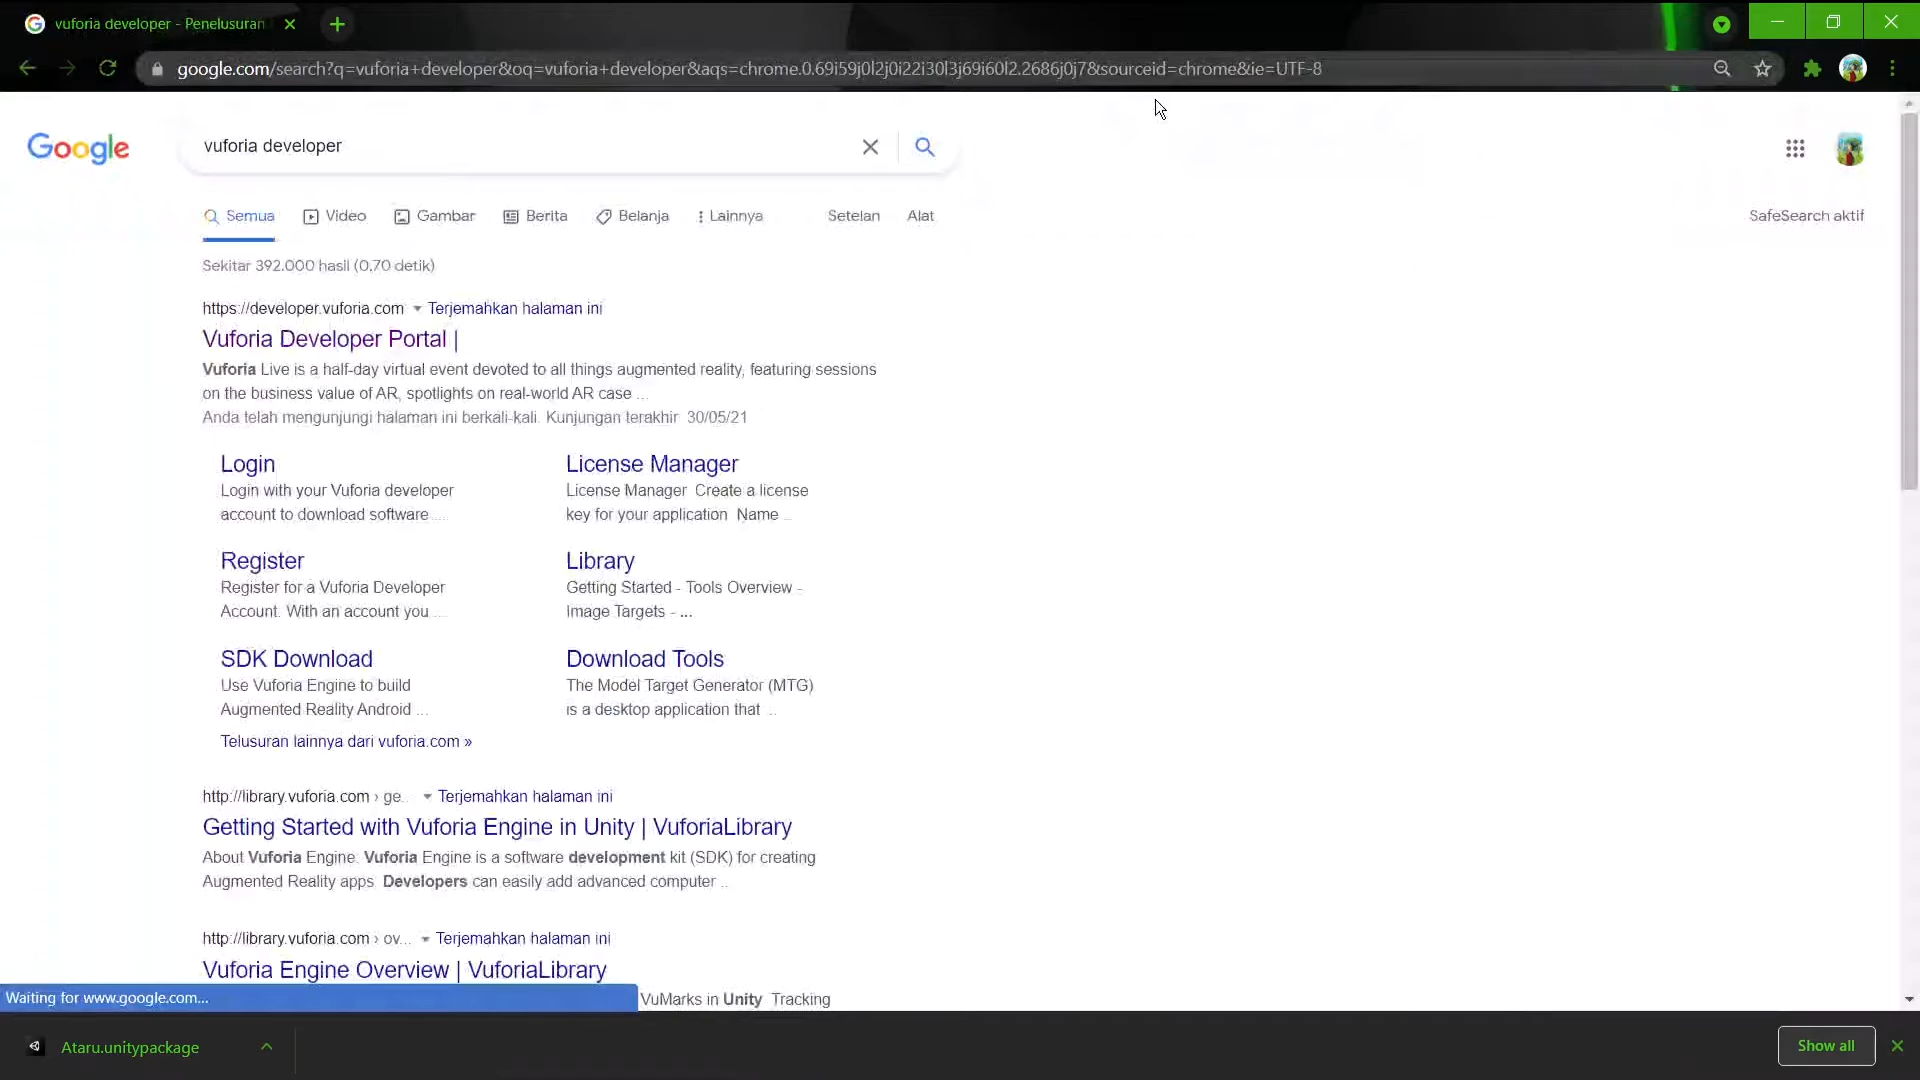 vuforia developer - Penelusuran
google.com/search?q=vuforia+developer&oq=vuforia+developer&aqs=chrome.0.69i59j0l2j0i22i30l3j69i60l2.2686j0j7&sourceid=chrome&ie=UTF-8
Google
vuforia developer
Semua Video Gambar Berita Belanja Lainnya Setelan Alat SafeSearch aktif
Sekitar 392.000 hasil (0,70 detik)
https://developer.vuforia.com Terjemahkan halaman ini
Vuforia Developer Portal |
Vuforia Live is a half-day virtual event devoted to all things augmented reality, featuring sessions
on the business value of AR, spotlights on real-world AR case ...
Anda telah mengunjungi halaman ini berkali-kali. Kunjungan terakhir 30/05/21
Login
Login with your Vuforia developer
account to download software ...
License Manager
License Manager Create a license
key for your application Name ...
Register
Register for a Vuforia Developer
Account. With an account you ...
Library
Getting Started - Tools Overview -
Image Targets - ...
SDK Download
Use Vuforia Engine to build
Augmented Reality Android ...
Download Tools
The Model Target Generator (MTG)
is a desktop application that ...
Telusuran lainnya dari vuforia.com »
http://library.vuforia.com › ge... Terjemahkan halaman ini
Getting Started with Vuforia Engine in Unity | VuforiaLibrary
About Vuforia Engine. Vuforia Engine is a software development kit (SDK) for creating
Augmented Reality apps Developers can easily add advanced computer ...
http://library.vuforia.com › ov... Terjemahkan halaman ini
Vuforia Engine Overview | VuforiaLibrary
Waiting for www.google.com... VuMarks in Unity Tracking
Ataru.unitypackage
Show all